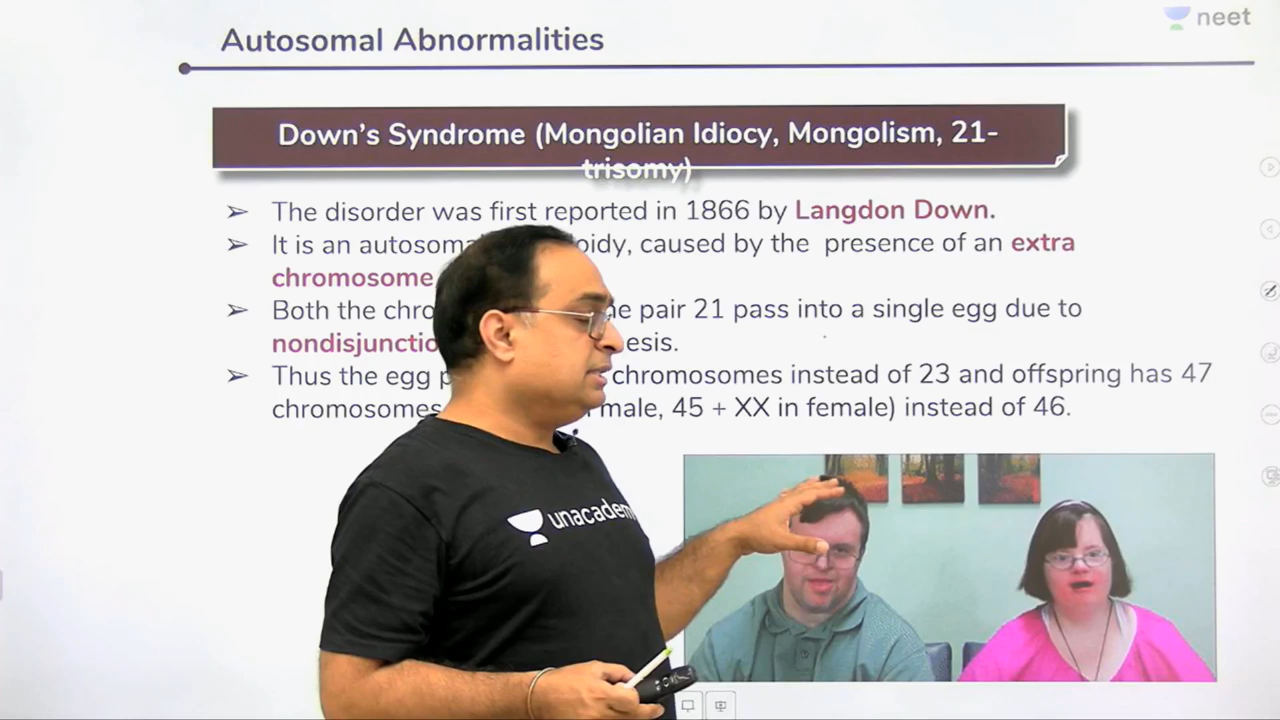 neet
Autosomal Abnormalities
Down's Syndrome (Mongolian Idiocy, Mongolism, 21-
trisomy)
➢ The disorder was first reported in 1866 by Langdon Down.
➢ It is an autosoma oidy, caused by the presence of an extra
chromosome
➢ Both the chro e pair 21 pass into a single egg due to
nondisjunctio esis.
➢ Thus the egg p chromosomes instead of 23 and offspring has 47
chromosomes male, 45 + XX in female) instead of 46.
unacadem